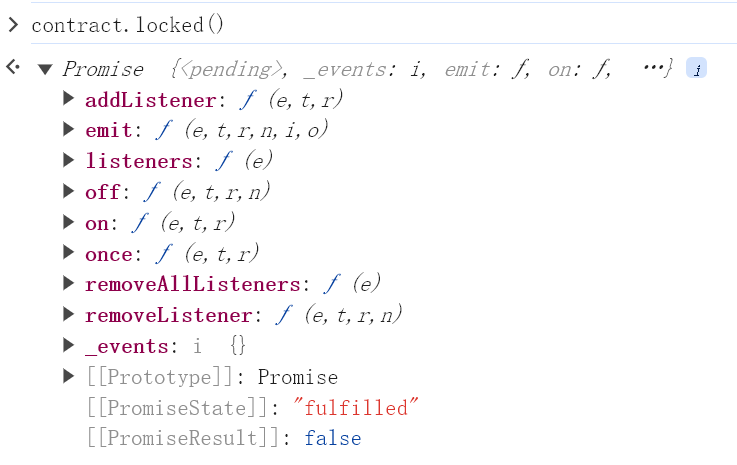 > contract.locked()
Promise {<pending>, _events: i, emit: ƒ, on: ƒ, …} i
addListener: ƒ (e,t,r)
emit: ƒ (e,t,r,n,i,o)
listeners: ƒ (e)
off: ƒ (e,t,r,n)
on: ƒ (e,t,r)
once: ƒ (e,t,r)
removeAllListeners: ƒ (e)
removeListener: ƒ (e,t,r,n)
_events: i {}
[[Prototype]]: Promise
[[PromiseState]]: "fulfilled"
[[PromiseResult]]: false